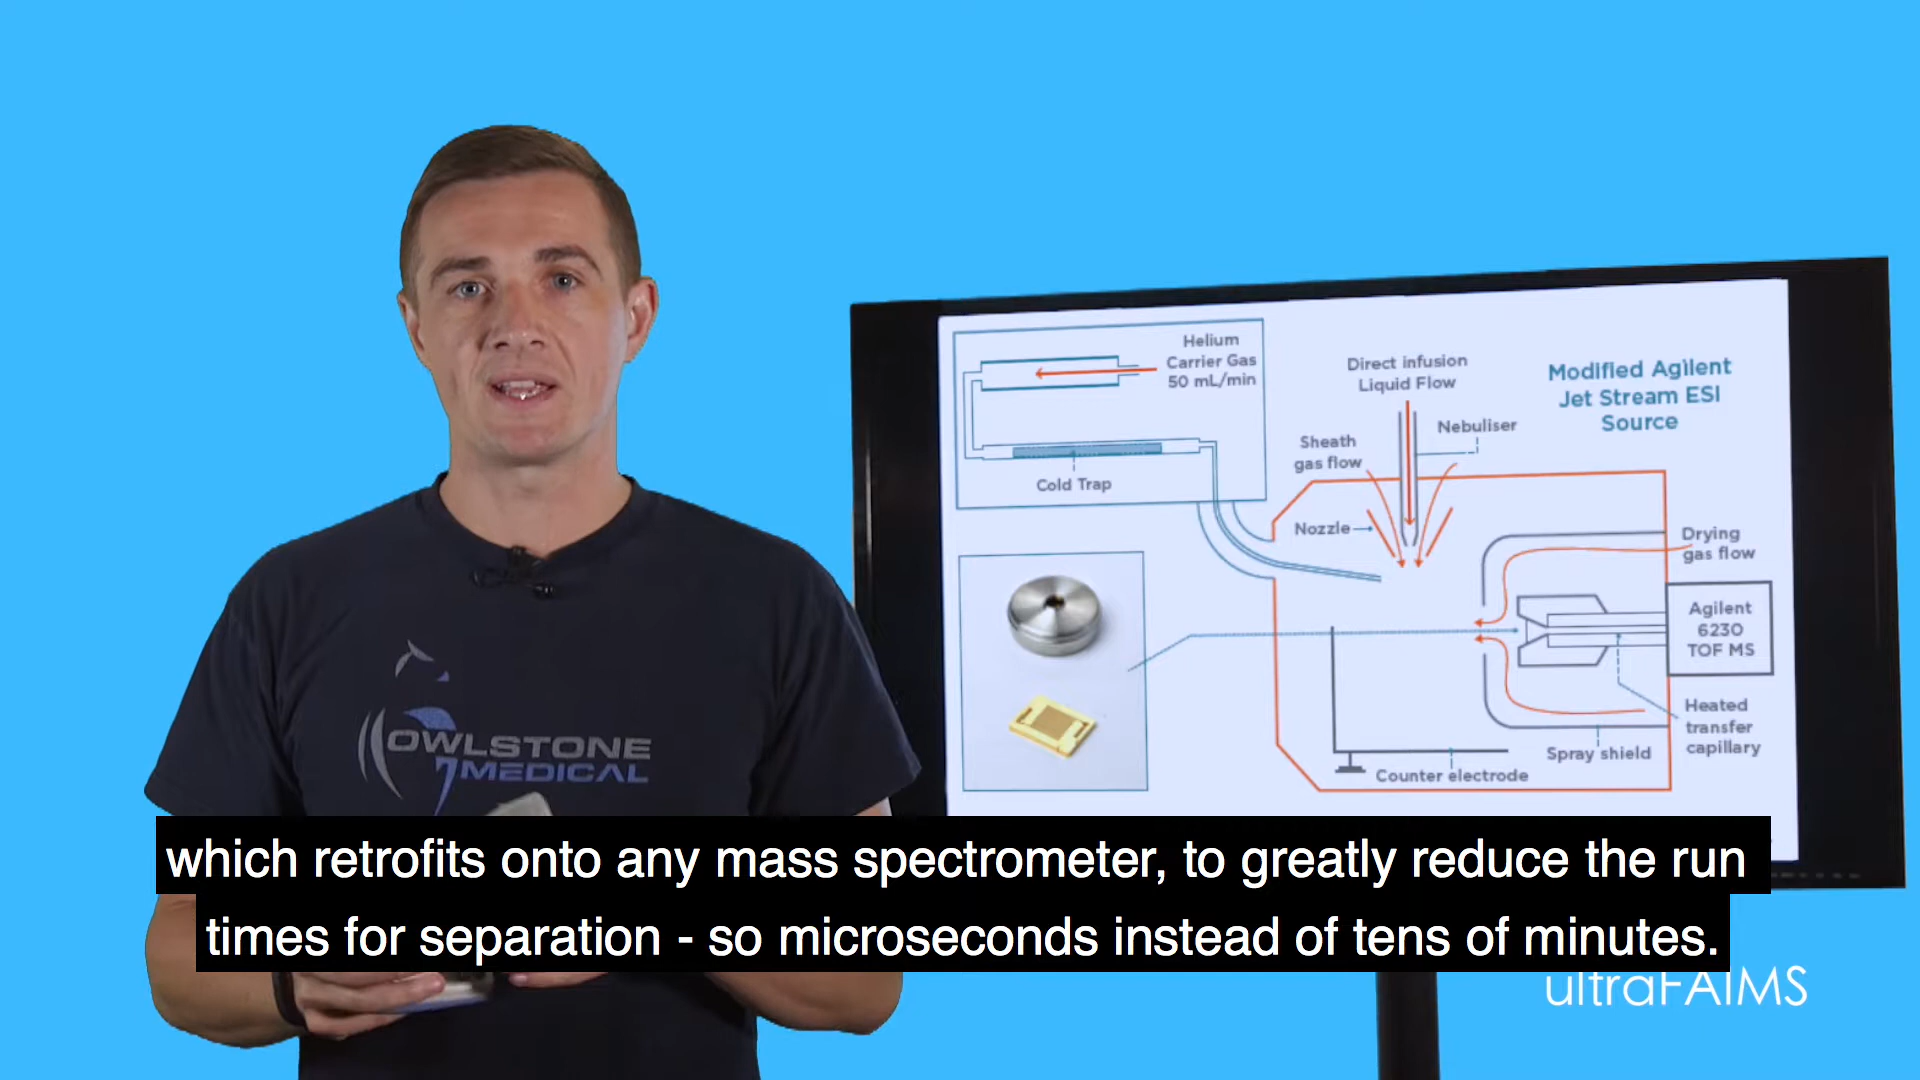 Helium
Carrier Gas
50 mL/min
Cold Trap
Direct infusion
Liquid Flow
Modified Agilent
Jet Stream ESI
Source
Nebuliser
Sheath
gas flow
Nozzle
Drying
gas flow
Agilent
6230
TOF MS
Heated
transfer
capillary
Spray shield
Counter electrode
OWLSTONE
MEDICAL
which retrofits onto any mass spectrometer, to greatly reduce the run
times for separation - so microseconds instead of tens of minutes.
ultraFAIMS